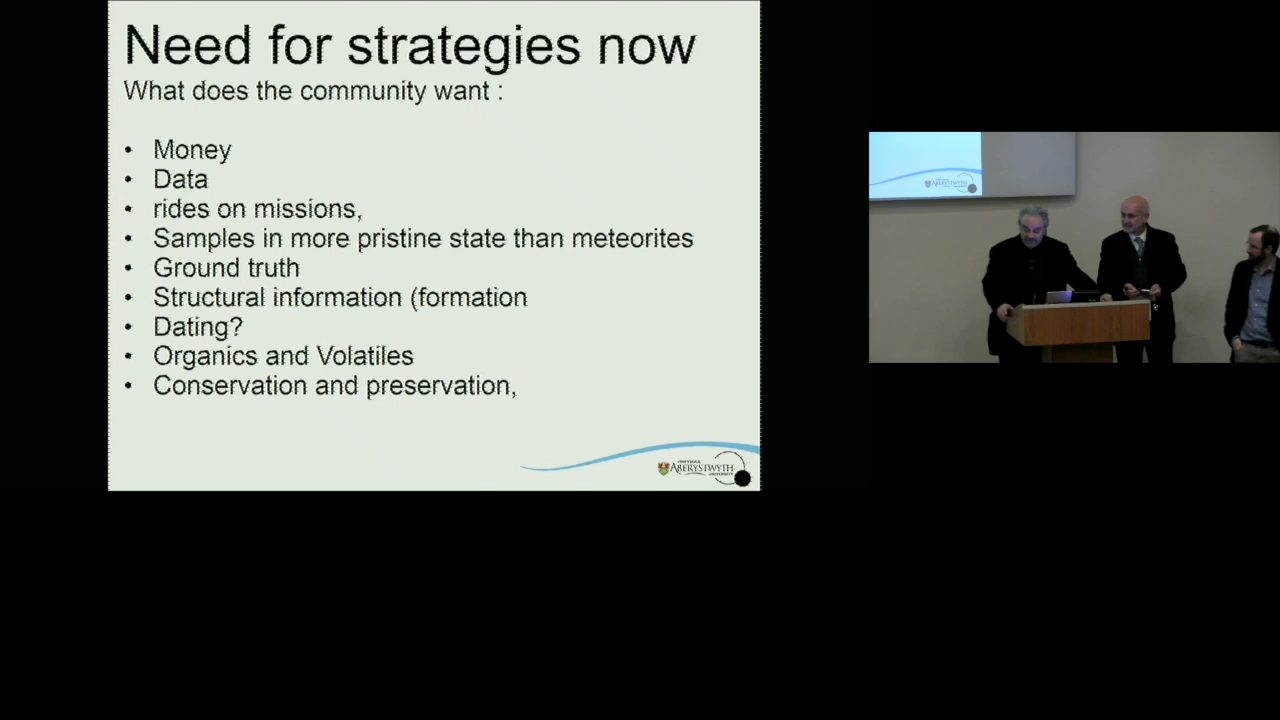 Need for strategies now
What does the community want :
• Money
• Data
• rides on missions,
• Samples in more pristine state than meteorites
• Ground truth
• Structural information (formation
• Dating?
• Organics and Volatiles
• Conservation and preservation,
ABERYSTWYTH
UNIVERSITY